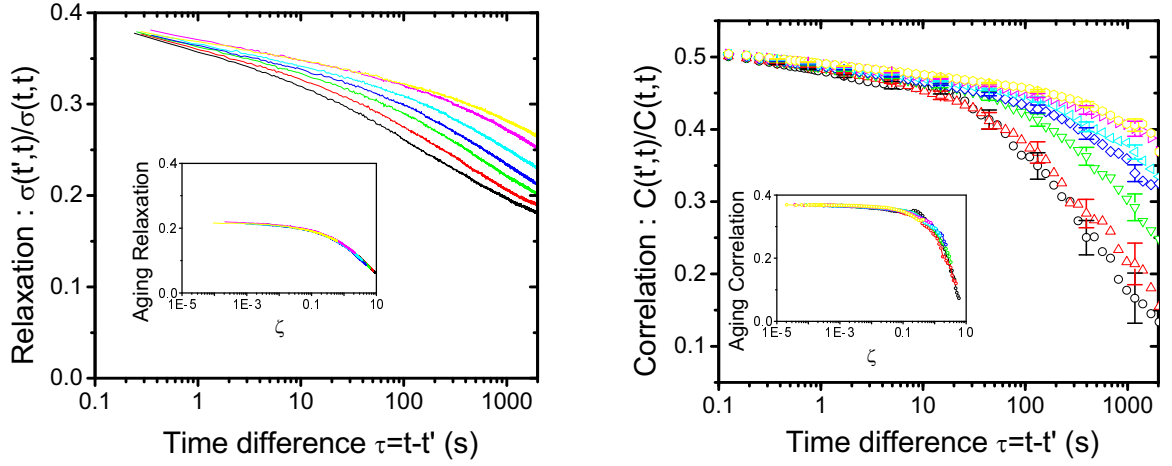 0.4
0.3
0.2
0.1
0.0
0.1 1 10 100 1000
Relaxation : σ(t',t)/σ(t,t)
Time difference τ=t-t' (s)
0.4
0.2
0.0
1E-5 1E-3 0.1 10
Aging Relaxation
ζ
0.5
0.4
0.3
0.2
0.1
0.1 1 10 100 1000
Correlation : C(t',t)/C(t,t)
Time difference τ=t-t' (s)
0.4
0.2
0.0
1E-5 1E-3 0.1 10
Aging Correlation
ζ